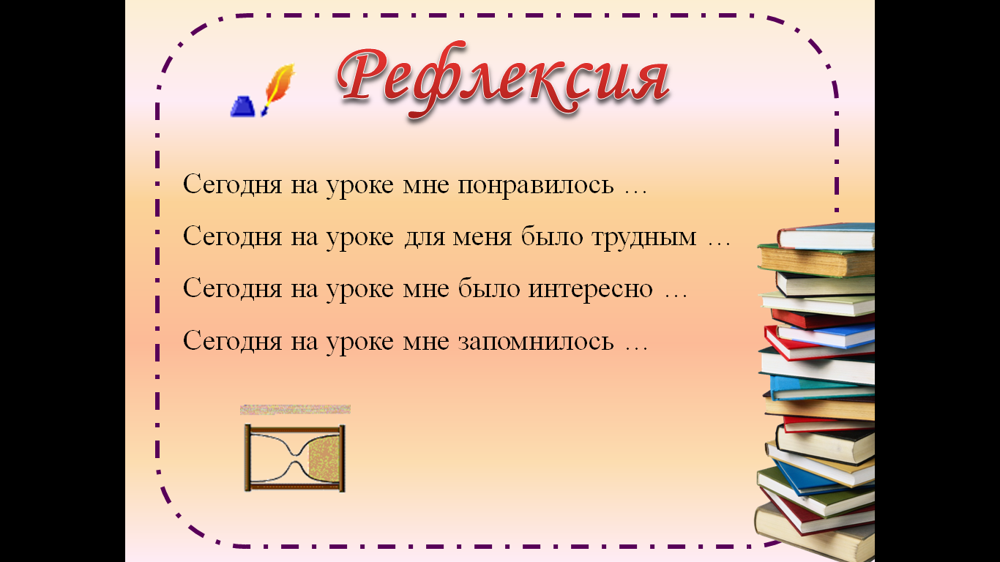 Рефлексия
Сегодня на уроке мне понравилось …
Сегодня на уроке для меня было трудным …
Сегодня на уроке мне было интересно …
Сегодня на уроке мне запомнилось …